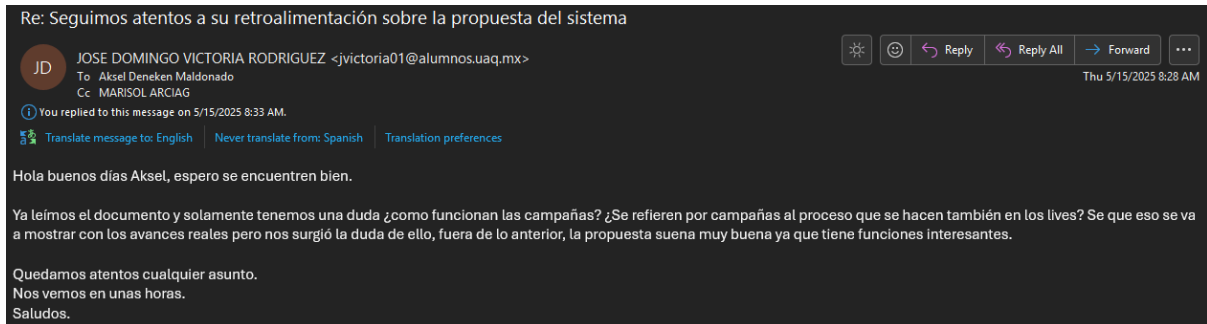 Re: Seguimos atentos a su retroalimentación sobre la propuesta del sistema
JD
JOSE DOMINGO VICTORIA RODRIGUEZ <jvictoria01@alumnos.uaq.mx>
To Aksel Deneken Maldonado
Cc MARISOL ARCIAG
Reply
Reply All
Forward
Thu 5/15/2025 8:28 AM
You replied to this message on 5/15/2025 8:33 AM.
Translate message to: English
Never translate from: Spanish
Translation preferences
Hola buenos días Aksel, espero se encuentren bien.
Ya leímos el documento y solamente tenemos una duda ¿como funcionan las campañas? ¿Se refieren por campañas al proceso que se hacen también en los lives? Se que eso se va
a mostrar con los avances reales pero nos surgió la duda de ello, fuera de lo anterior, la propuesta suena muy buena ya que tiene funciones interesantes.
Quedamos atentos cualquier asunto.
Nos vemos en unas horas.
Saludos.